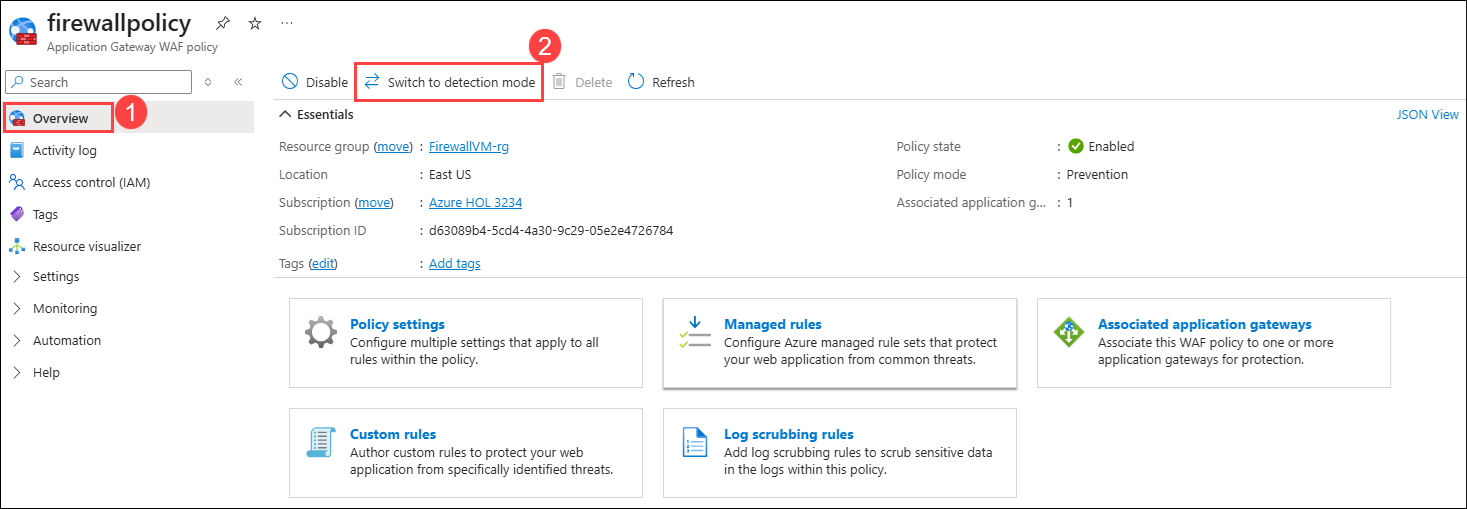 firewallpolicy
Application Gateway WAF policy
Search
1
Overview
Activity log
Access control (IAM)
Tags
Resource visualizer
Settings
Monitoring
Automation
Help
2
Disable
Switch to detection mode
Delete
Refresh
Essentials
JSON View
Resource group (move) : FirewallVM-rg
Location : East US
Subscription (move) : Azure HOL 3234
Subscription ID : d63089b4-5cd4-4a30-9c29-05e2e4726784
Tags (edit) : Add tags
Policy state : Enabled
Policy mode : Prevention
Associated application g... : 1
Policy settings
Configure multiple settings that apply to all
rules within the policy.
Managed rules
Configure Azure managed rule sets that protect
your web application from common threats.
Associated application gateways
Associate this WAF policy to one or more
application gateways for protection.
Custom rules
Author custom rules to protect your web
application from specifically identified threats.
Log scrubbing rules
Add log scrubbing rules to scrub sensitive data
in the logs within this policy.